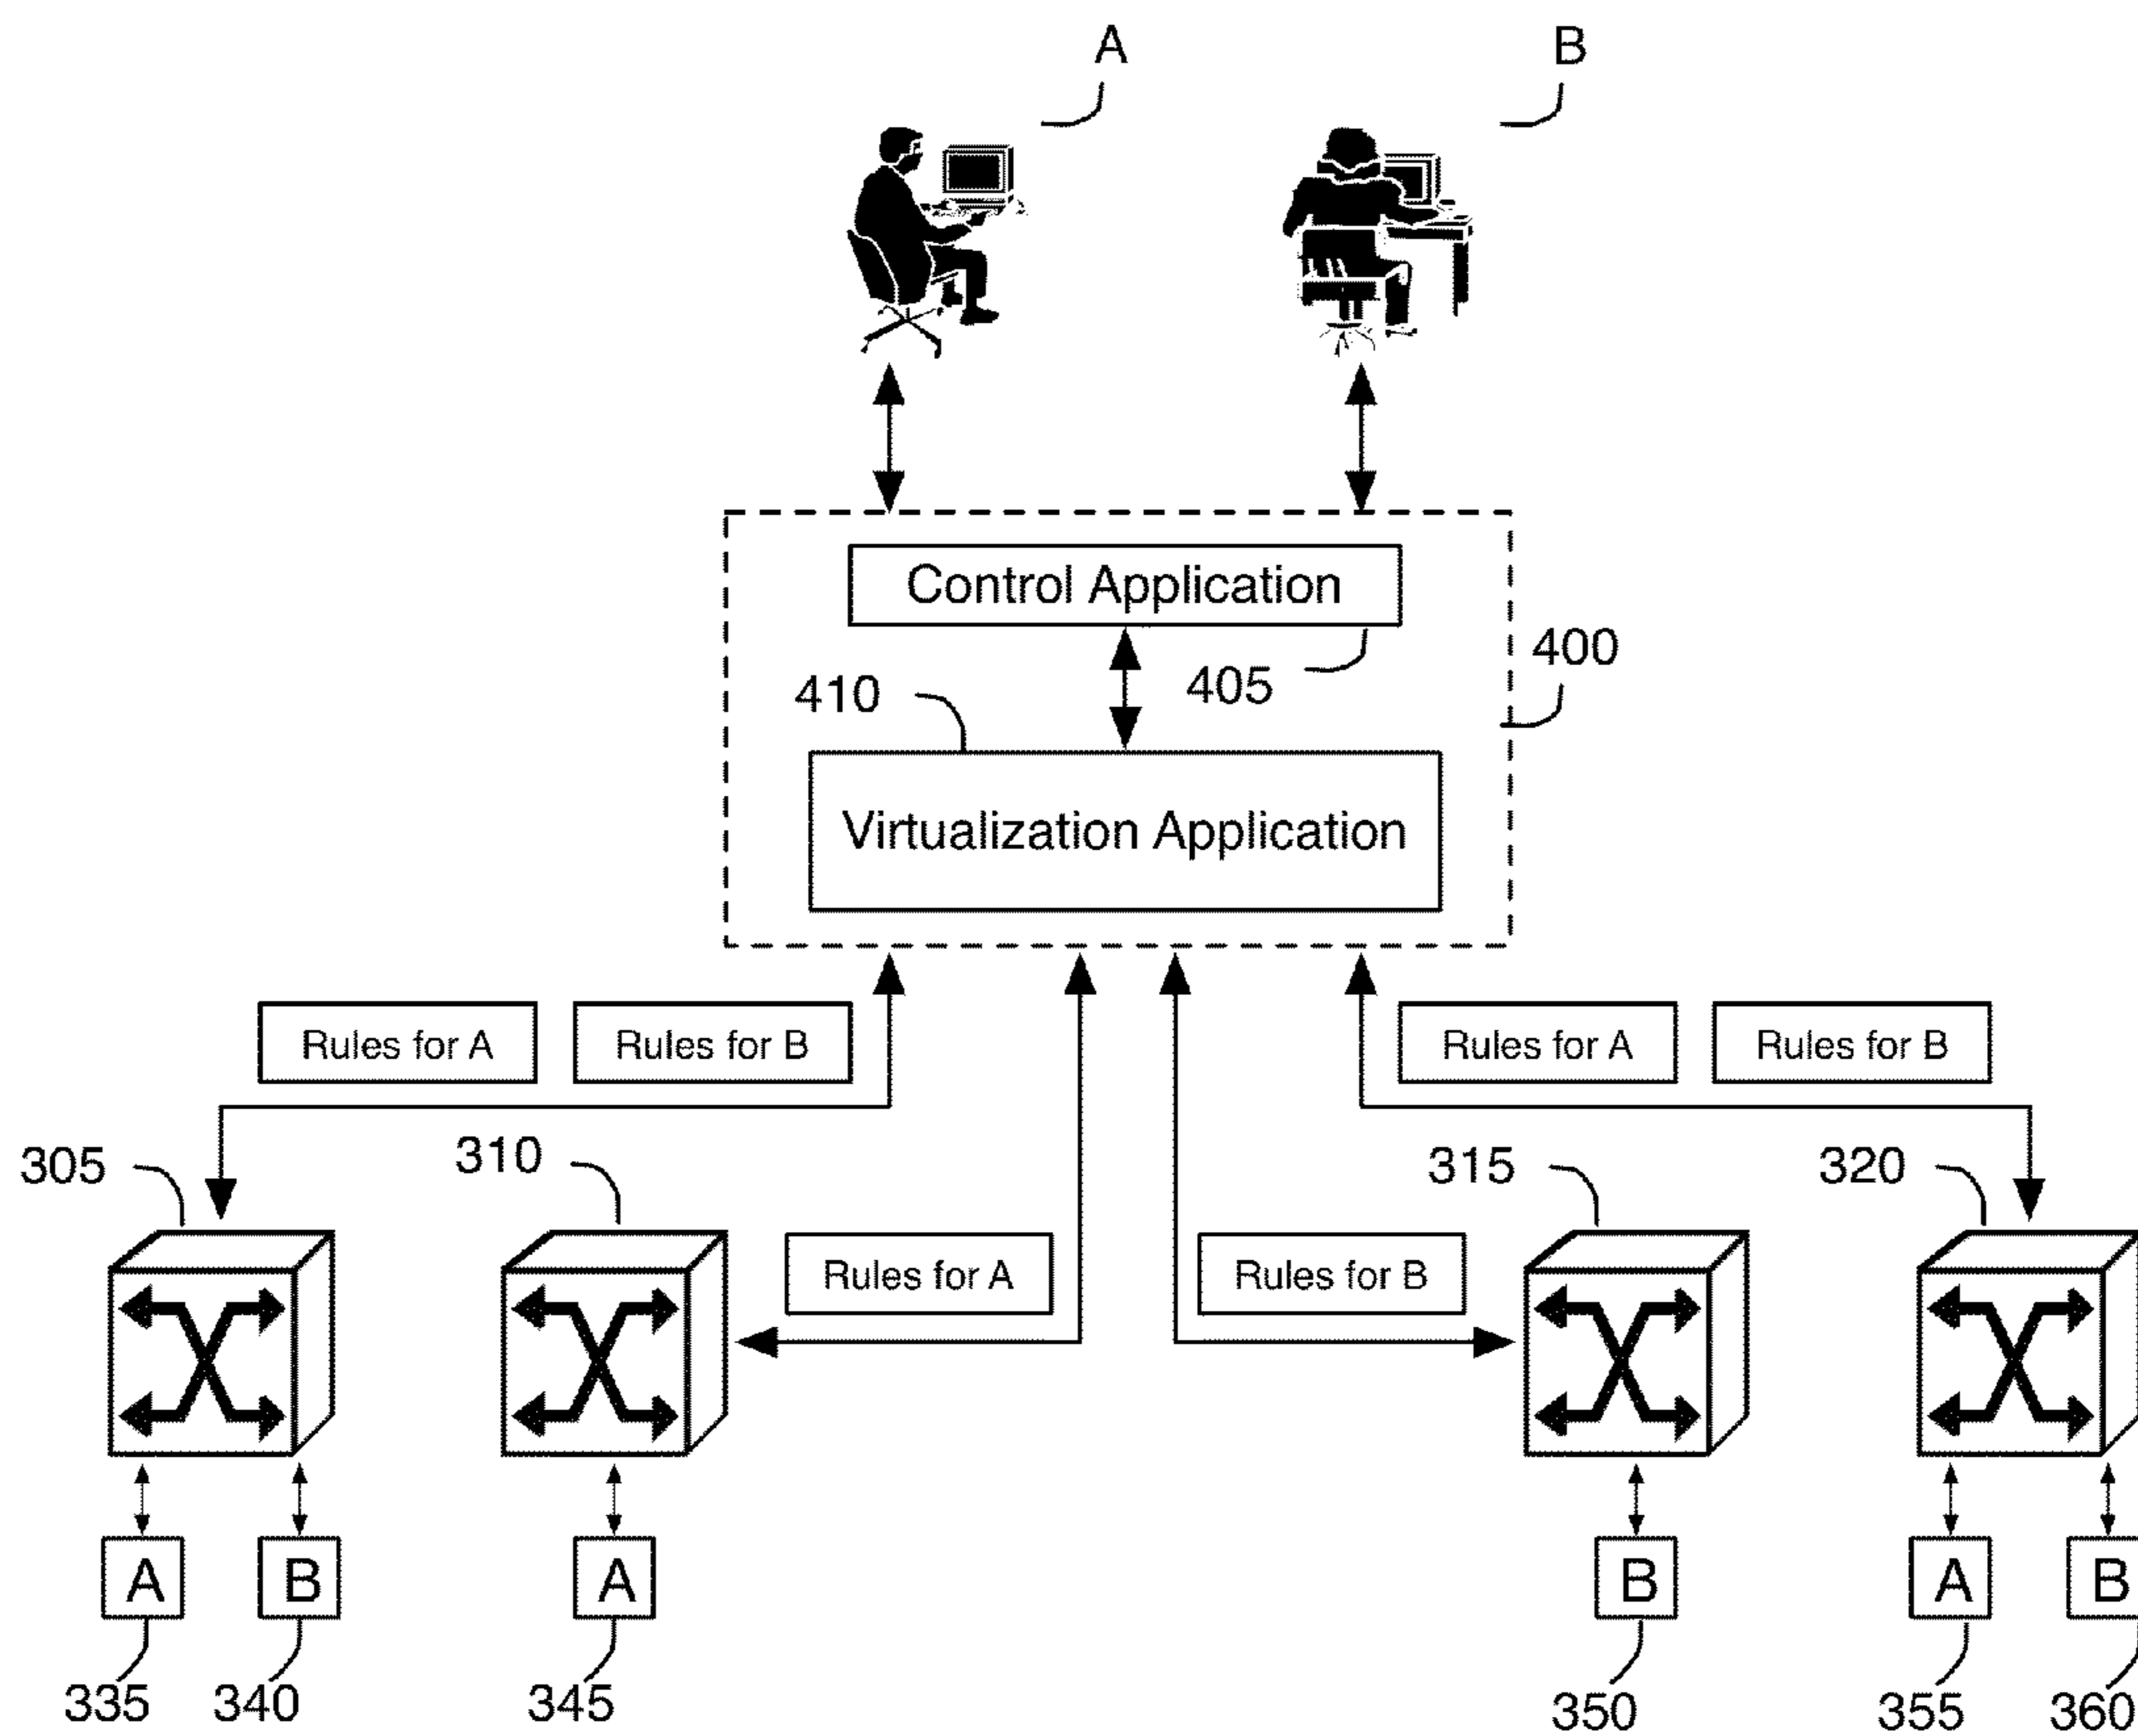 A B
Control Application
400
410 405
Virtualization Application
Rules for A Rules for B Rules for A Rules for B
305 310 315 320
Rules for A Rules for B
A B A B A B
335 340 345 350 355 360